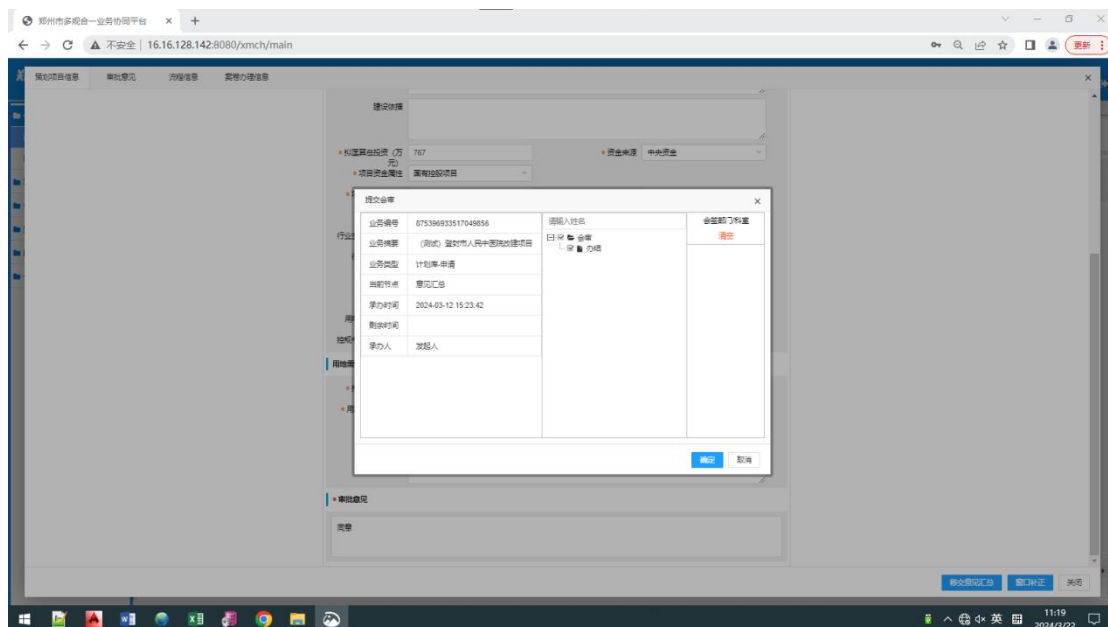 郑州市多规合一业务协同平台
不安全 | 16.16.128.142:8080/xmch/main
更新
策划项目信息 审批意见 流程信息 案卷办理信息
建设依据
* 拟匡算总投资（万元） 767 * 资金来源 中央资金
* 项目资金属性 国有控股项目
提交会审
业务编号 875396933517049856 请输入姓名 会签部门/科室
业务摘要 （测试）登封市人民中医院改建项目 会审 清空
业务类型 计划库-申请 办结
当前节点 意见汇总
承办时间 2024-03-12 15:23:42
剩余时间
承办人 发起人
确定 取消
* 审批意见
同意
移交意见汇总 窗口补正 关闭
英 11:19
2024/3/22